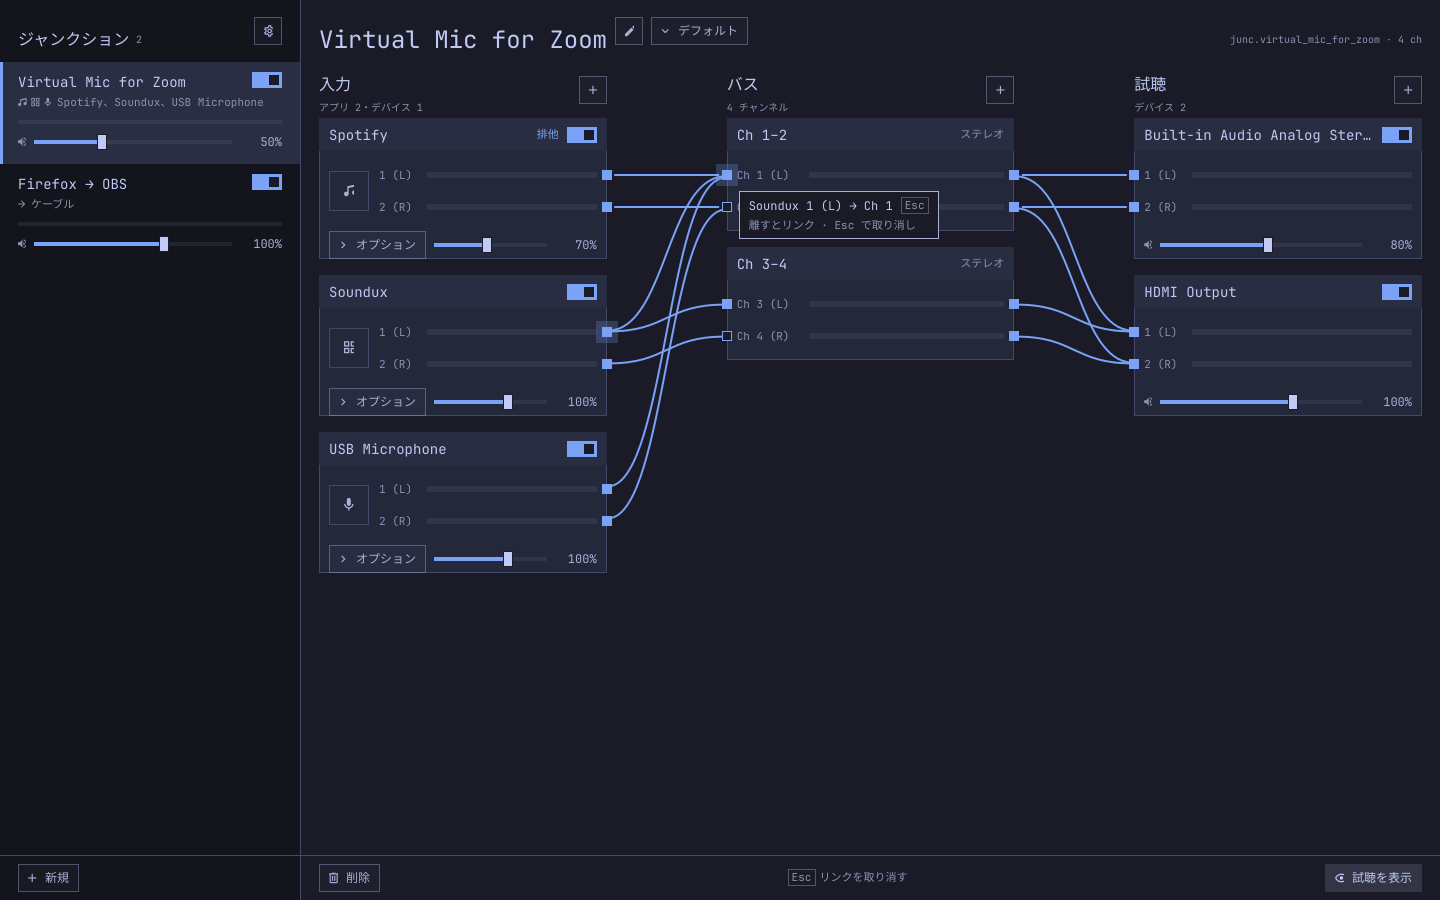 ジャンクション 2
Virtual Mic for Zoom
Spotify、Soundux、USB Microphone
50%
Firefox → OBS
→ ケーブル
100%
+ 新規
Virtual Mic for Zoom
デフォルト
junc.virtual_mic_for_zoom · 4 ch
入力
アプリ 2・デバイス 1
Spotify 排他
1 (L)
2 (R)
オプション 70%
Soundux
1 (L)
2 (R)
オプション 100%
USB Microphone
1 (L)
2 (R)
オプション 100%
バス
4 チャンネル
Ch 1–2 ステレオ
Ch 1 (L)
Soundux 1 (L) → Ch 1 Esc
離すとリンク · Esc で取り消し
Ch 3–4 ステレオ
Ch 3 (L)
Ch 4 (R)
試聴
デバイス 2
Built-in Audio Analog Ster…
1 (L)
2 (R)
80%
HDMI Output
1 (L)
2 (R)
100%
削除
Esc リンクを取り消す
試聴を表示